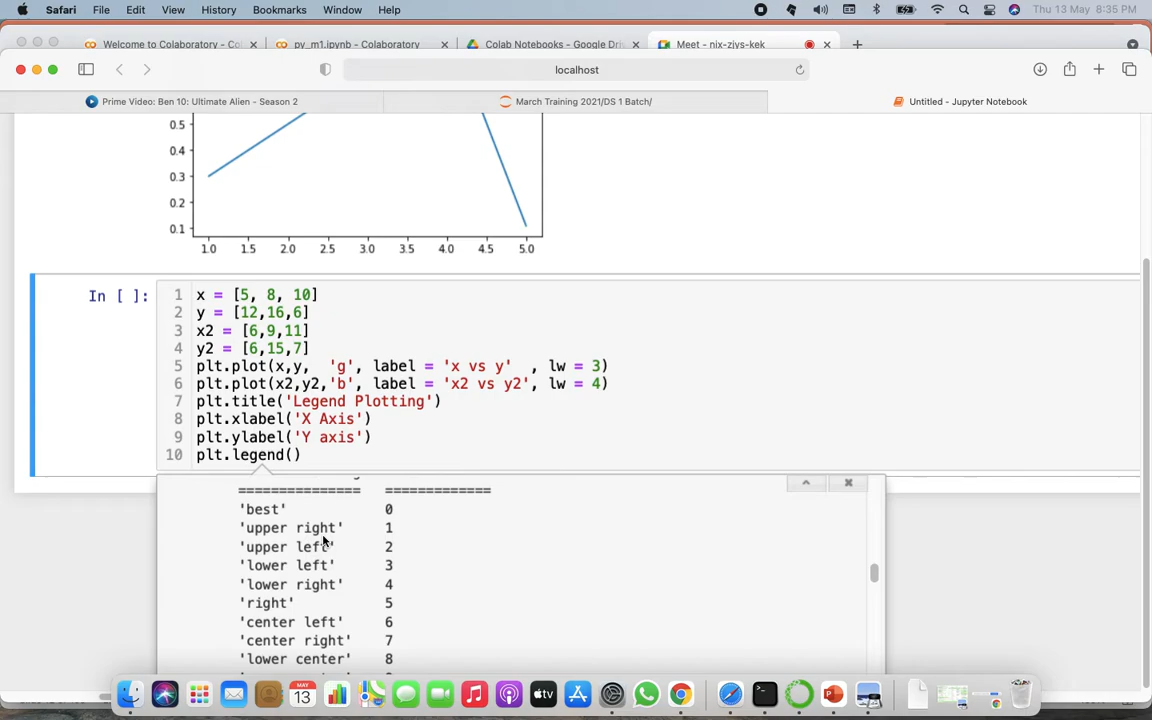 Safari File Edit View History Bookmarks Window Help Thu 13 May 8:35 PM
Welcome to Colaboratory - Co py_m1.ipynb - Colaboratory Colab Notebooks - Google Dri Meet - nix-zjys-kek
localhost
Prime Video: Ben 10: Ultimate Alien - Season 2 March Training 2021/DS 1 Batch/ Untitled - Jupyter Notebook
0.5
0.4
0.3
0.2
0.1
1.0 1.5 2.0 2.5 3.0 3.5 4.0 4.5 5.0
In [ ]: 1 x = [5, 8, 10]
2 y = [12,16,6]
3 x2 = [6,9,11]
4 y2 = [6,15,7]
5 plt.plot(x,y, 'g', label = 'x vs y' , lw = 3)
6 plt.plot(x2,y2,'b', label = 'x2 vs y2', lw = 4)
7 plt.title('Legend Plotting')
8 plt.xlabel('X Axis')
9 plt.ylabel('Y axis')
10 plt.legend()
=============== =============
'best' 0
'upper right' 1
'upper left' 2
'lower left' 3
'lower right' 4
'right' 5
'center left' 6
'center right' 7
'lower center' 8
MAY
13
tv